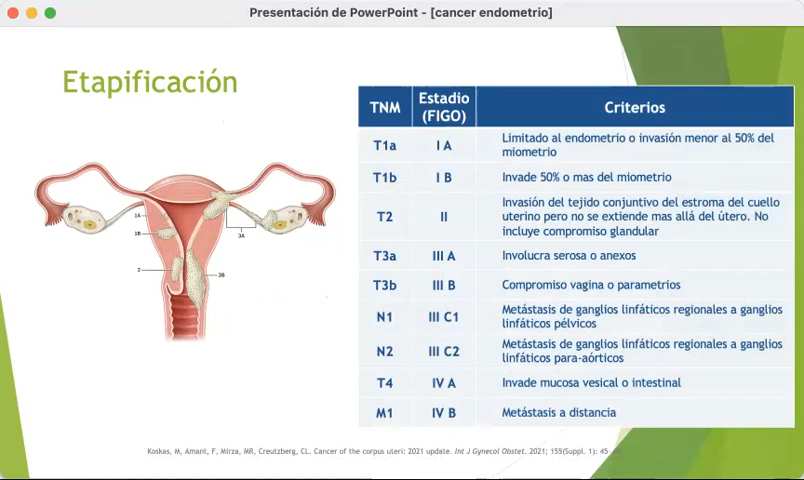 Presentación de PowerPoint - [cancer endometrio]
Etapificación
TNM
Estadio
(FIGO)
Criterios
T1a
I A
Limitado al endometrio o invasión menor al 50% del
miometrio
T1b
I B
Invade 50% o mas del miometrio
T2
II
Invasión del tejido conjuntivo del estroma del cuello
uterino pero no se extiende mas allá del útero. No
incluye compromiso glandular
T3a
III A
Involucra serosa o anexos
T3b
III B
Compromiso vagina o parametrios
N1
III C1
Metástasis de ganglios linfáticos regionales a ganglios
linfáticos pélvicos
N2
III C2
Metástasis de ganglios linfáticos regionales a ganglios
linfáticos para-aórticos
T4
IV A
Invade mucosa vesical o intestinal
M1
IV B
Metástasis a distancia
1A
1B
2
3A
3B
Koskas, M, Amant, F, Mirza, MR, Creutzberg, CL. Cancer of the corpus uteri: 2021 update. Int J Gynecol Obstet. 2021; 155(Suppl. 1): 45-